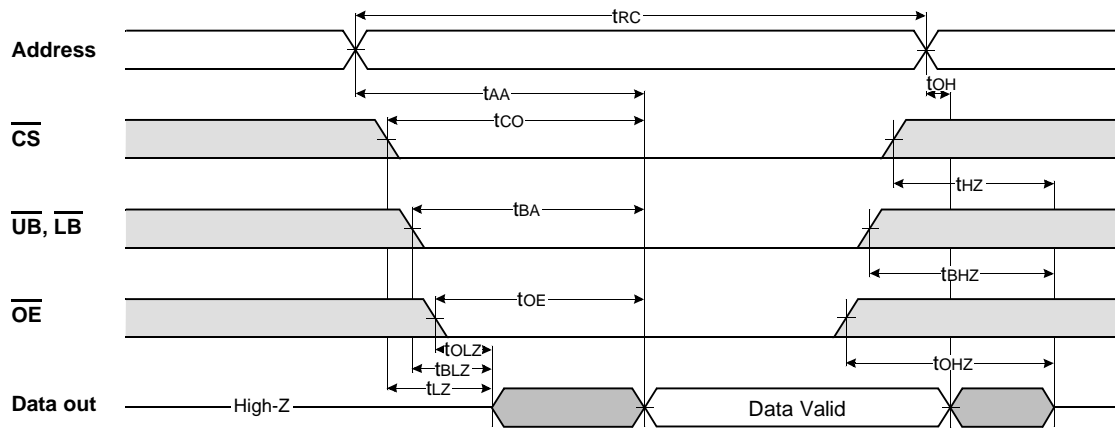 tRC
Address
tOH
tAA
tCO
CS
tHZ
tBA
UB, LB
tBHZ
tOE
OE
tOLZ
tOHZ
tBLZ
tLZ
Data out
High-Z
Data Valid